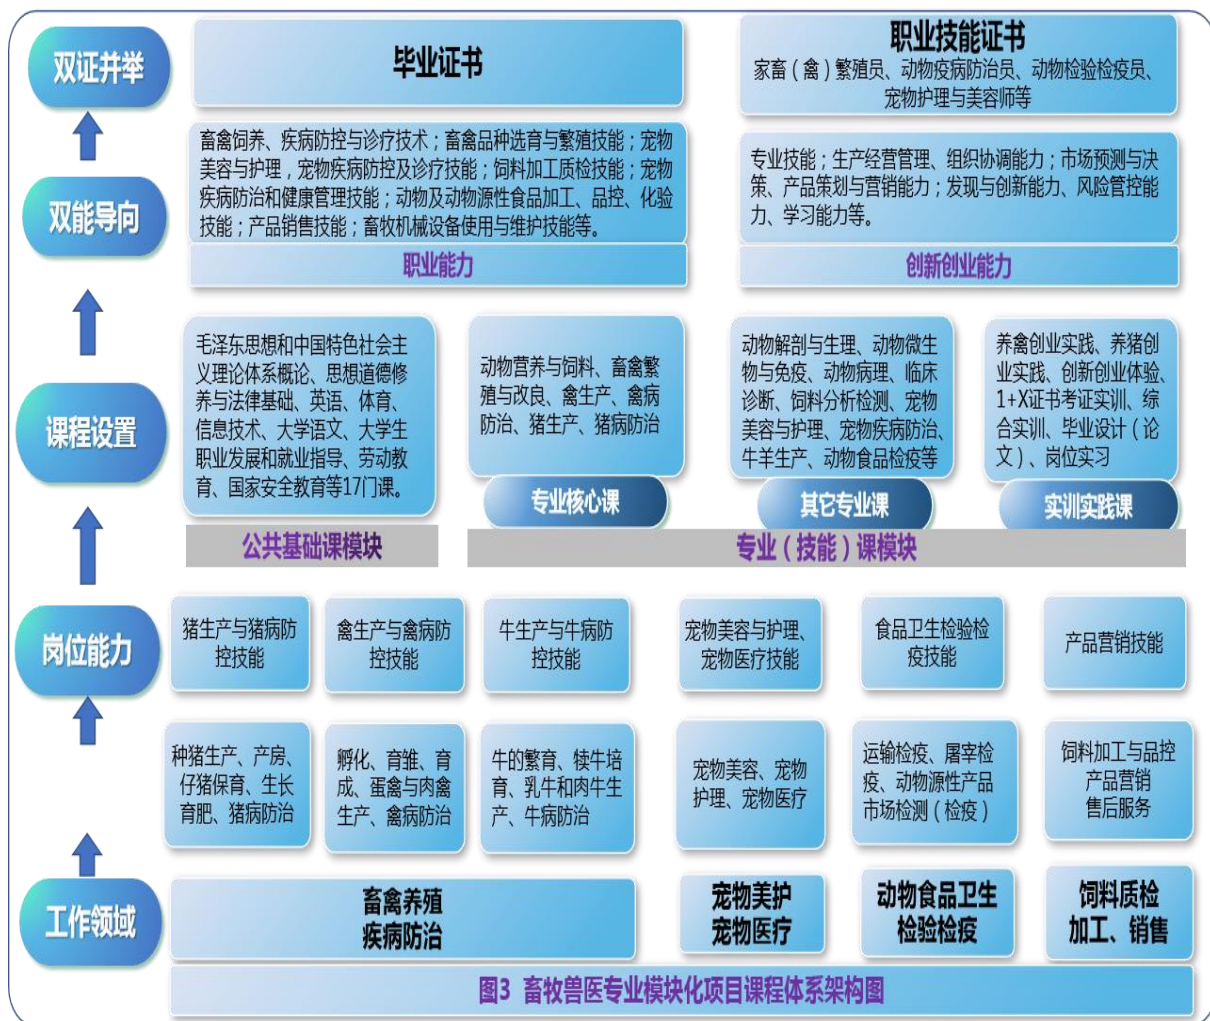 双证并举
毕业证书
职业技能证书
家畜（禽）繁殖员、动物疫病防治员、动物检验检疫员、
宠物护理与美容师等
双能导向
畜禽饲养、疾病防控与诊疗技术；畜禽品种选育与繁殖技能；宠物
美容与护理，宠物疾病防控及诊疗技能；饲料加工质检技能；宠物
疾病防治和健康管理技能；动物及动物源性食品加工、品控、化验
技能；产品销售技能；畜牧机械设备使用与维护技能等。
职业能力
专业技能；生产经营管理、组织协调能力；市场预测与决
策、产品策划与营销能力；发现与创新能力、风险管控能
力、学习能力等。
创新创业能力
课程设置
毛泽东思想和中国特色社会主
义理论体系概论、思想道德修
养与法律基础、英语、体育、
信息技术、大学语文、大学生
职业发展和就业指导、劳动教
育、国家安全教育等17门课。
公共基础课模块
动物营养与饲料、畜禽繁
殖与改良、禽生产、禽病
防治、猪生产、猪病防治
专业核心课
动物解剖与生理、动物微生
物与免疫、动物病理、临床
诊断、饲料分析检测、宠物
美容与护理、宠物疾病防治、
牛羊生产、动物食品检疫等
其它专业课
养禽创业实践、养猪创
业实践、创新创业体验、
1+X证书考证实训、综
合实训、毕业设计（论
文）、岗位实习
实训实践课
专业（技能）课模块
岗位能力
猪生产与猪病防
控技能
禽生产与禽病防
控技能
牛生产与牛病防
控技能
宠物美容与护理、
宠物医疗技能
食品卫生检验检
疫技能
产品营销技能
种猪生产、产房、
仔猪保育、生长
育肥、猪病防治
孵化、育雏、育
成、蛋禽与肉禽
生产、禽病防治
牛的繁育、犊牛培
育、乳牛和肉牛生
产、牛病防治
宠物美容、宠物
护理、宠物医疗
运输检疫、屠宰检
疫、动物源性产品
市场检测（检疫）
饲料加工与品控
产品营销
售后服务
工作领域
畜禽养殖
疾病防治
宠物美护
宠物医疗
动物食品卫生
检验检疫
饲料质检
加工、销售
图3 畜牧兽医专业模块化项目课程体系架构图